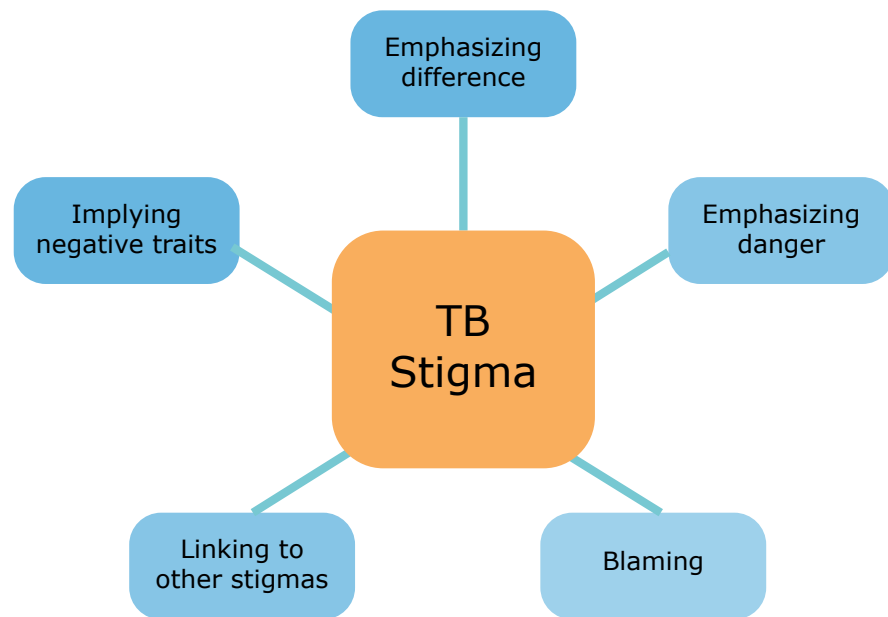 Emphasizing
difference
Implying
negative traits
Emphasizing
danger
TB
Stigma
Linking to
other stigmas
Blaming